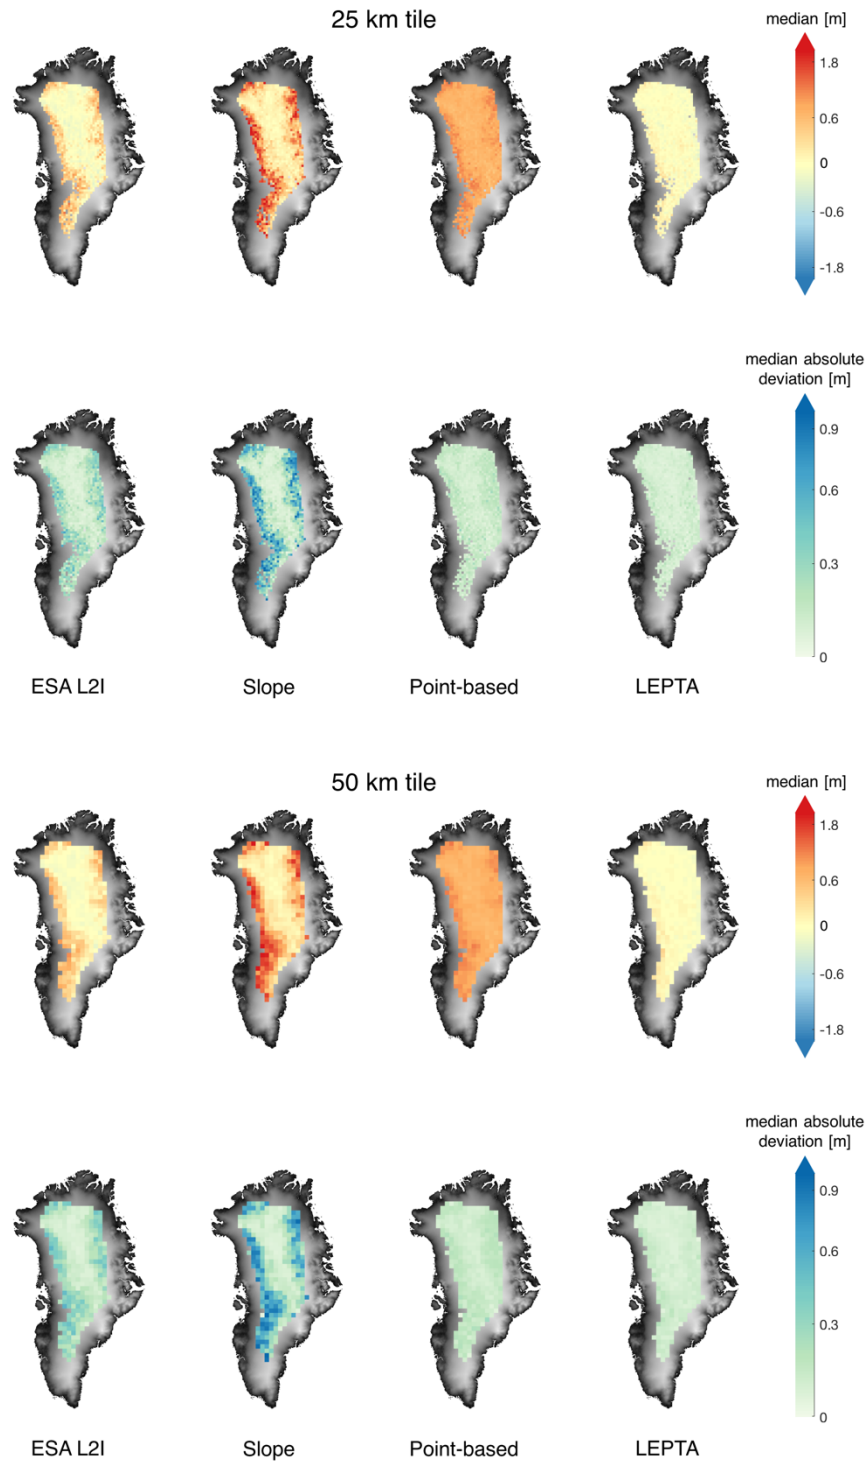 25 km tile
median [m]
1.8
0.6
0
-0.6
-1.8
median absolute
deviation [m]
0.9
0.6
0.3
0
ESA L2I
Slope
Point-based
LEPTA
50 km tile
median [m]
1.8
0.6
0
-0.6
-1.8
median absolute
deviation [m]
0.9
0.6
0.3
0
ESA L2I
Slope
Point-based
LEPTA